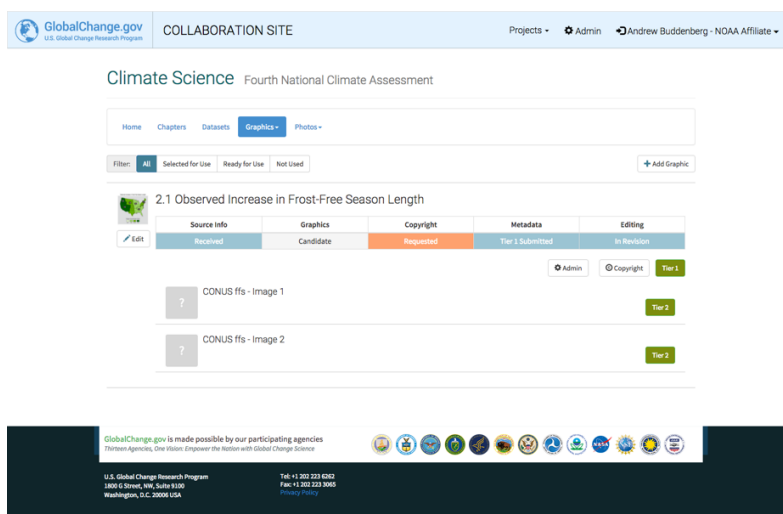 GlobalChange.gov
U.S. Global Change Research Program
COLLABORATION SITE
Projects
Admin
Andrew Buddenberg - NOAA Affiliate
Climate Science Fourth National Climate Assessment
Home Chapters Datasets Graphics Photos
Filter: All Selected for Use Ready for Use Not Used
Add Graphic
2.1 Observed Increase in Frost-Free Season Length
Edit
Source Info Graphics Copyright Metadata Editing
Received Candidate Requested Tier 1 Submitted In Revision
Admin Copyright Tier 1
? CONUS ffs - Image 1
Tier 2
? CONUS ffs - Image 2
Tier 2
GlobalChange.gov is made possible by our participating agencies
Thirteen Agencies, One Vision: Empower the Nation with Global Change Science
NASA
U.S. Global Change Research Program
1800 G Street, NW, Suite 9100
Washington, D.C. 20006 USA
Tel: +1 202 223 6262
Fax: +1 202 223 3065
Privacy Policy